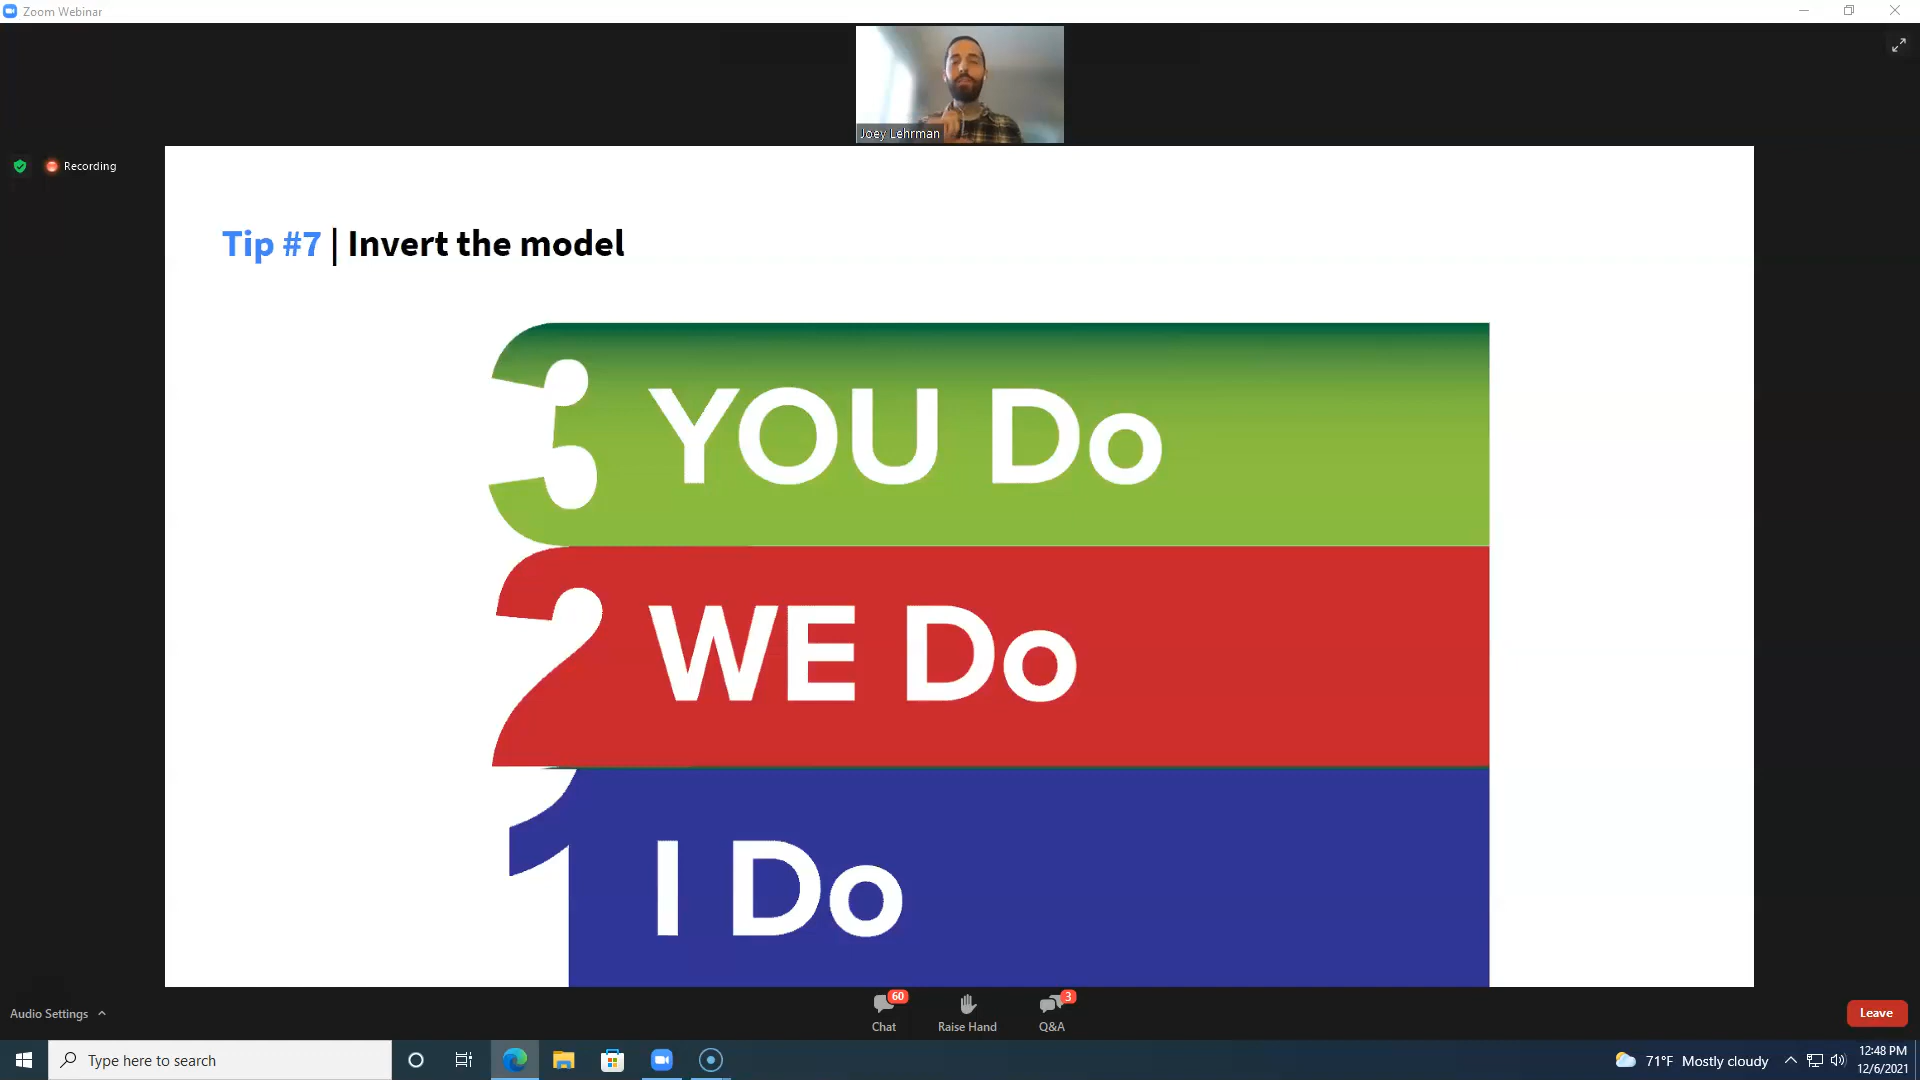 Zoom Webinar
Joey Lehrman
Recording
Tip #7 | Invert the model
3 YOU Do
2 WE Do
1 I Do
Audio Settings
60
Chat
Raise Hand
3
Q&A
Leave
Type here to search
71°F Mostly cloudy
12:48 PM
12/6/2021